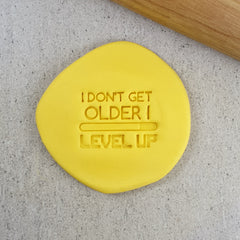 I DON'T GET
OLDER I
LEVEL UP